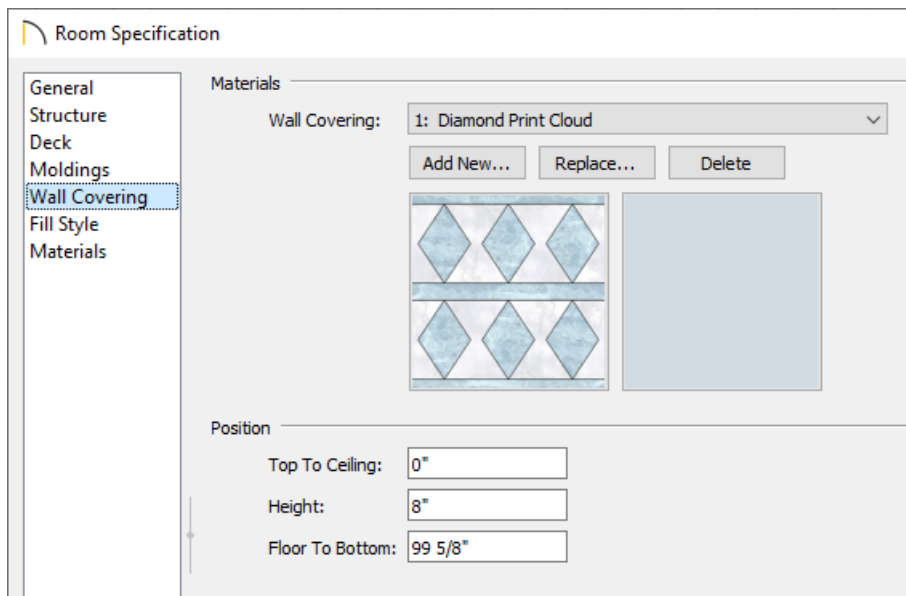 Room Specification
General
Structure
Deck
Moldings
Wall Covering
Fill Style
Materials
Materials
Wall Covering: 1: Diamond Print Cloud
Add New... Replace... Delete
Position
Top To Ceiling: 0"
Height: 8"
Floor To Bottom: 99 5/8"